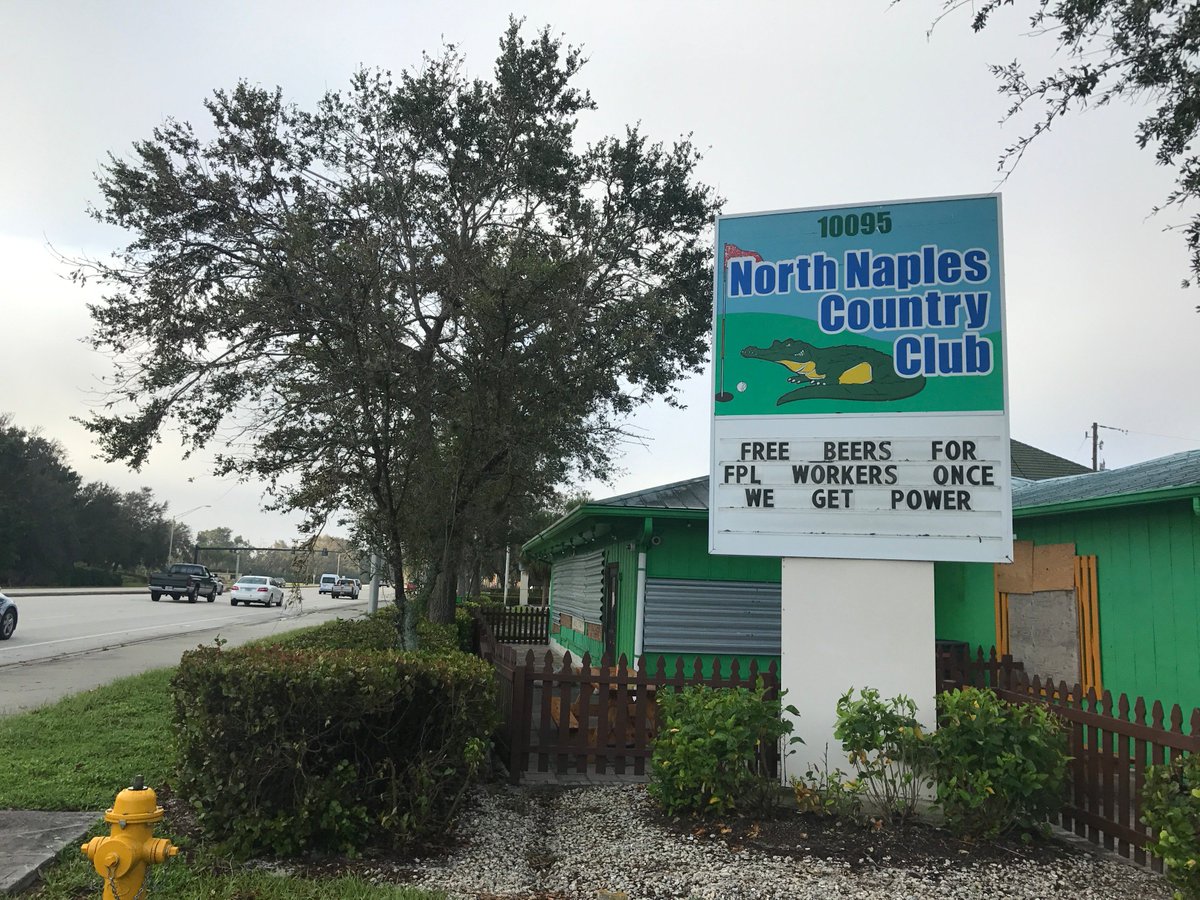 10095
North Naples
Country
Club
FREE BEERS FOR
FPL WORKERS ONCE
WE GET POWER